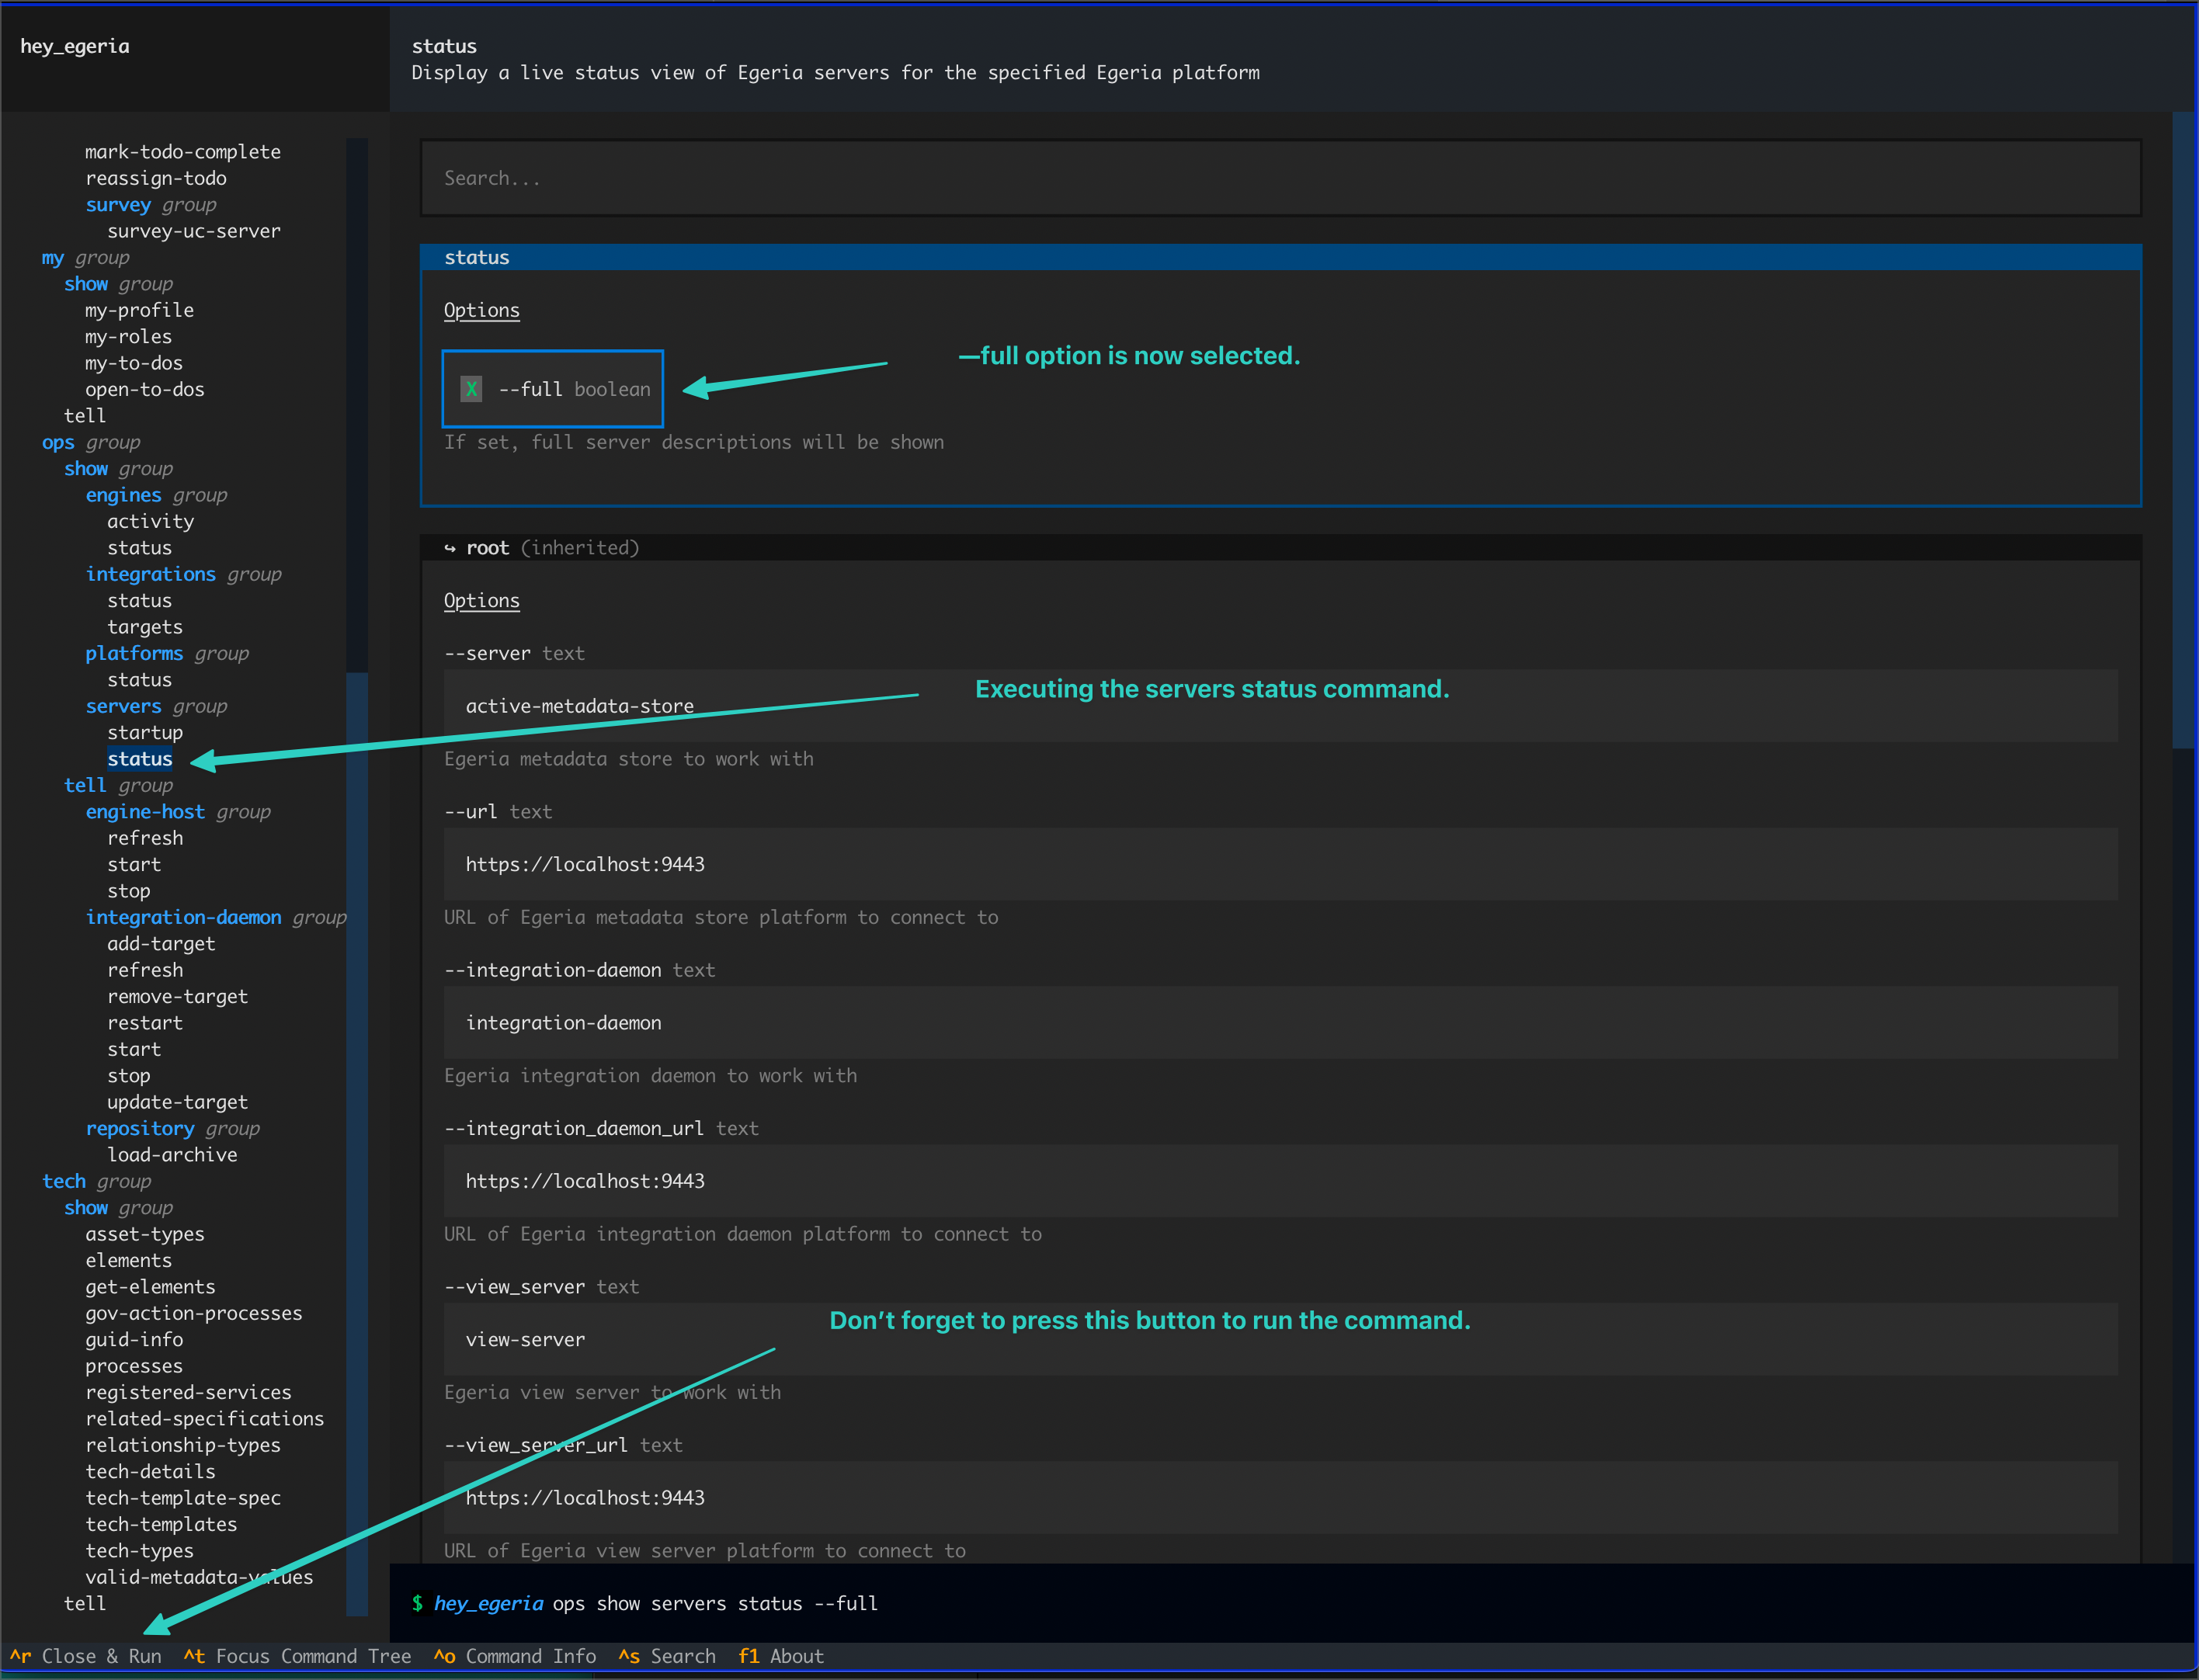 hey_egeria
status
Display a live status view of Egeria servers for the specified Egeria platform
mark-todo-complete
reassign-todo
survey group
survey-uc-server
my group
show group
my-profile
my-roles
my-to-dos
open-to-dos
tell
ops group
show group
engines group
activity
status
integrations group
status
targets
platforms group
status
servers group
startup
status
tell group
engine-host group
refresh
start
stop
integration-daemon group
add-target
refresh
remove-target
restart
start
stop
update-target
repository group
load-archive
tech group
show group
asset-types
elements
get-elements
gov-action-processes
guid-info
processes
registered-services
related-specifications
relationship-types
tech-details
tech-template-spec
tech-templates
tech-types
valid-metadata-values
tell
Search...
status
Options
X --full boolean
—full option is now selected.
If set, full server descriptions will be shown
↪ root (inherited)
Options
--server text
active-metadata-store
Executing the servers status command.
Egeria metadata store to work with
--url text
https://localhost:9443
URL of Egeria metadata store platform to connect to
--integration-daemon text
integration-daemon
Egeria integration daemon to work with
--integration_daemon_url text
https://localhost:9443
URL of Egeria integration daemon platform to connect to
--view_server text
Don’t forget to press this button to run the command.
view-server
Egeria view server to work with
--view_server_url text
https://localhost:9443
URL of Egeria view server platform to connect to
$ hey_egeria ops show servers status --full
^r Close & Run ^t Focus Command Tree ^o Command Info ^s Search f1 About